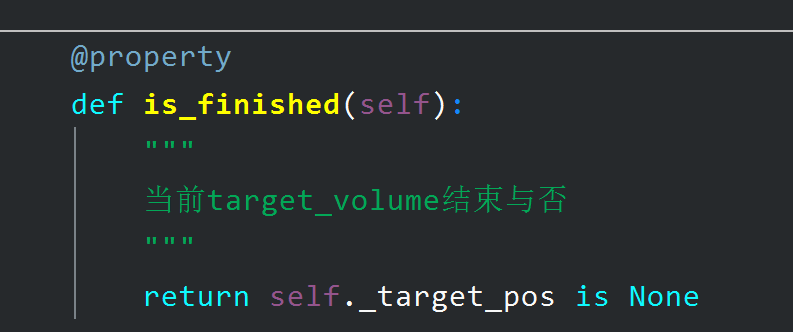 @property
def is_finished(self):
"""
当前target_volume结束与否
"""
return self._target_pos is None